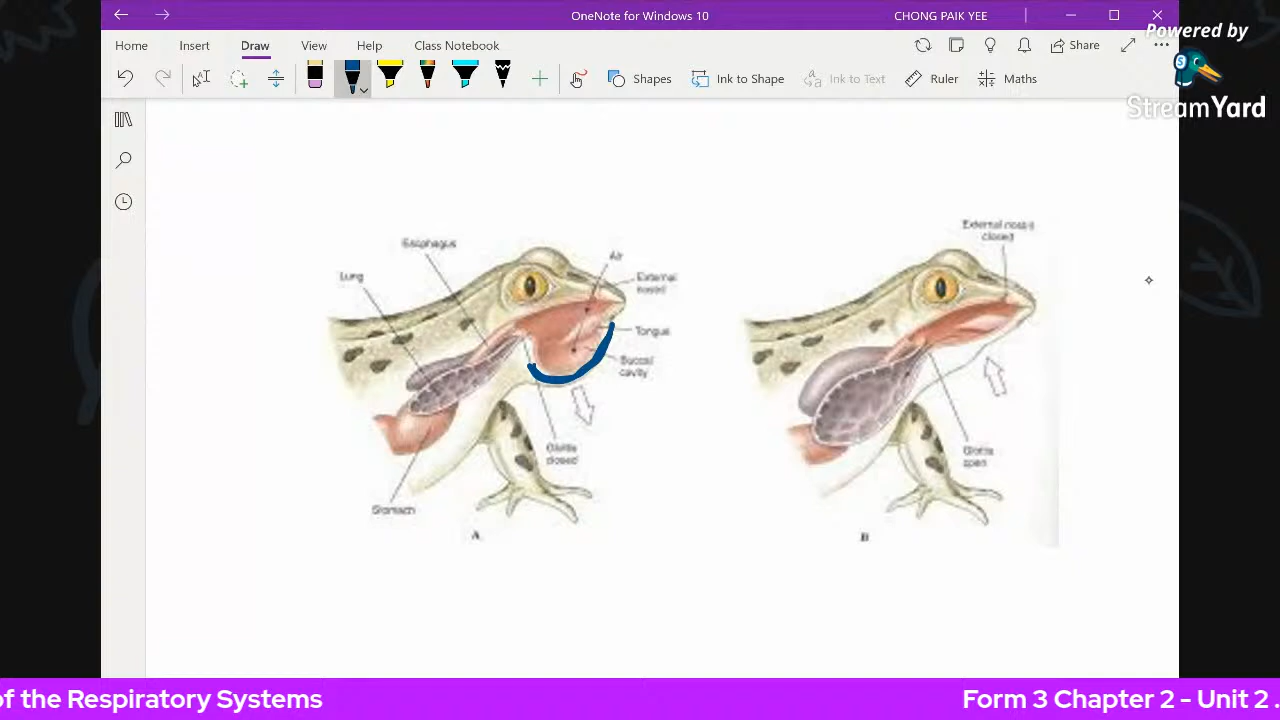 OneNote for Windows 10
CHONG PAIK YEE
Powered by
StreamYard
Home
Insert
Draw
View
Help
Class Notebook
Share
Shapes
Ink to Shape
Ink to Text
Ruler
Maths
Esophagus
Lung
Air
External
nares
Tongue
Buccal
cavity
Glottis
closed
Stomach
A
External nares
closed
Glottis
open
B
of the Respiratory Systems
Form 3 Chapter 2 - Unit 2 .